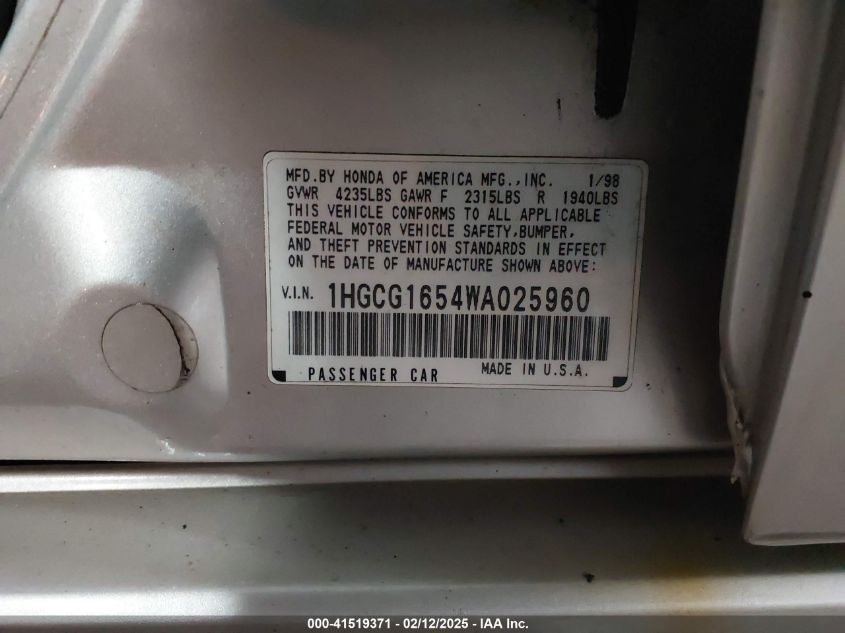 MFD.BY HONDA OF AMERICA MFG.,INC. 1/98
GVWR 4235LBS GAWR F 2315LBS R 1940LBS
THIS VEHICLE CONFORMS TO ALL APPLICABLE
FEDERAL MOTOR VEHICLE SAFETY,BUMPER,
AND THEFT PREVENTION STANDARDS IN EFFECT
ON THE DATE OF MANUFACTURE SHOWN ABOVE:
V.I.N. 1HGCG1654WA025960
PASSENGER CAR MADE IN U.S.A.
000-41519371 - 02/12/2025 - IAA Inc.